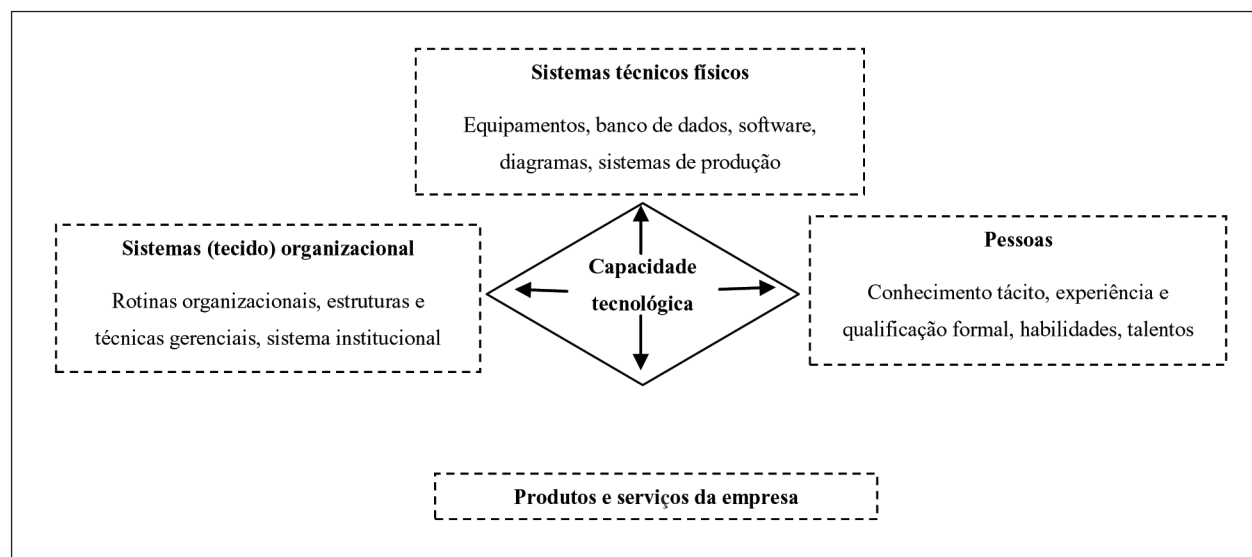 Sistemas técnicos físicos
Equipamentos, banco de dados, software,
diagramas, sistemas de produção
Sistemas (tecido) organizacional
Rotinas organizacionais, estruturas e
técnicas gerenciais, sistema institucional
Capacidade
tecnológica
Pessoas
Conhecimento tácito, experiência e
qualificação formal, habilidades, talentos
Produtos e serviços da empresa